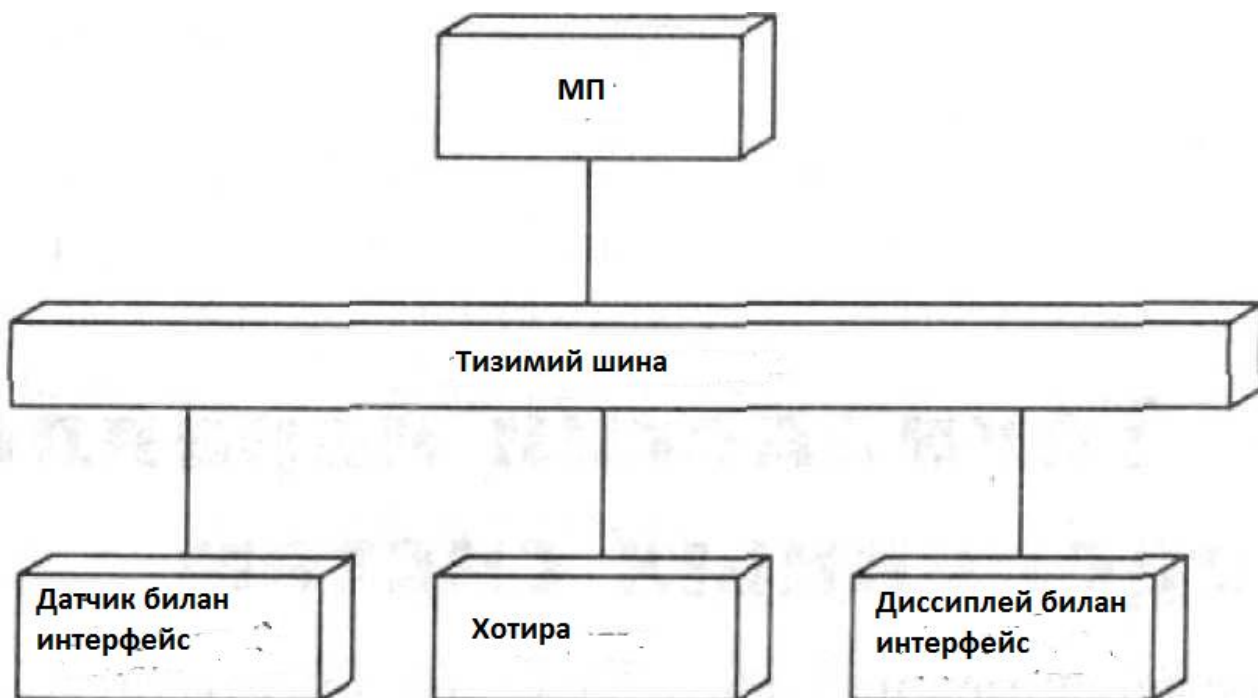 МП
Тизимий шина
Датчик билан
интерфейс
Хотира
Диссиплей билан
интерфейс